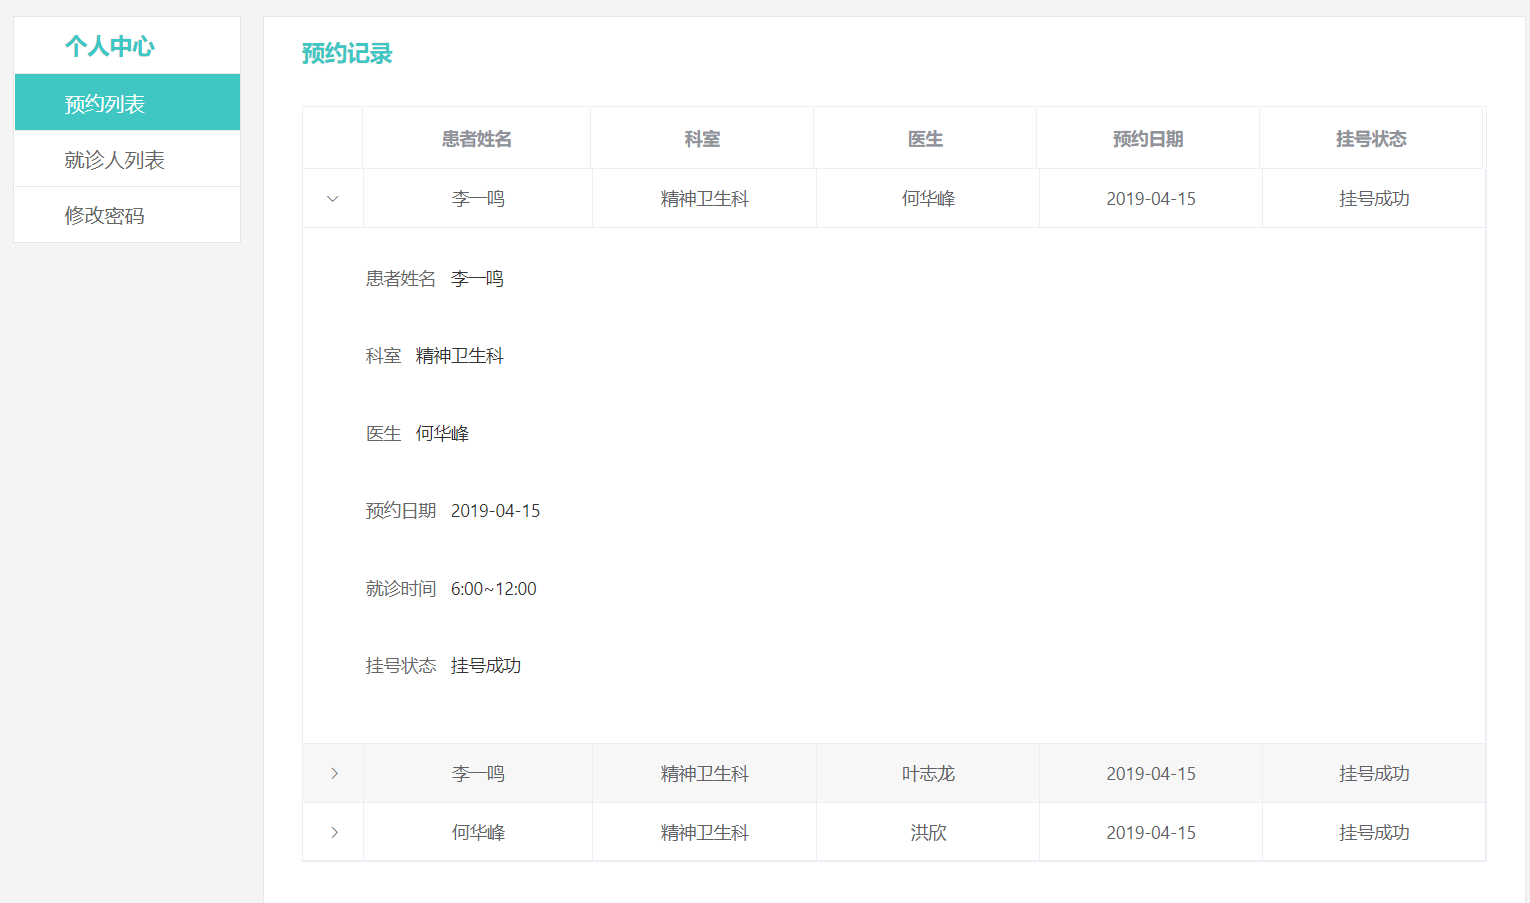 个人中心
预约列表
就诊人列表
修改密码
预约记录
患者姓名 科室 医生 预约日期 挂号状态
李一鸣 精神卫生科 何华峰 2019-04-15 挂号成功
患者姓名 李一鸣
科室 精神卫生科
医生 何华峰
预约日期 2019-04-15
就诊时间 6:00~12:00
挂号状态 挂号成功
李一鸣 精神卫生科 叶志龙 2019-04-15 挂号成功
何华峰 精神卫生科 洪欣 2019-04-15 挂号成功